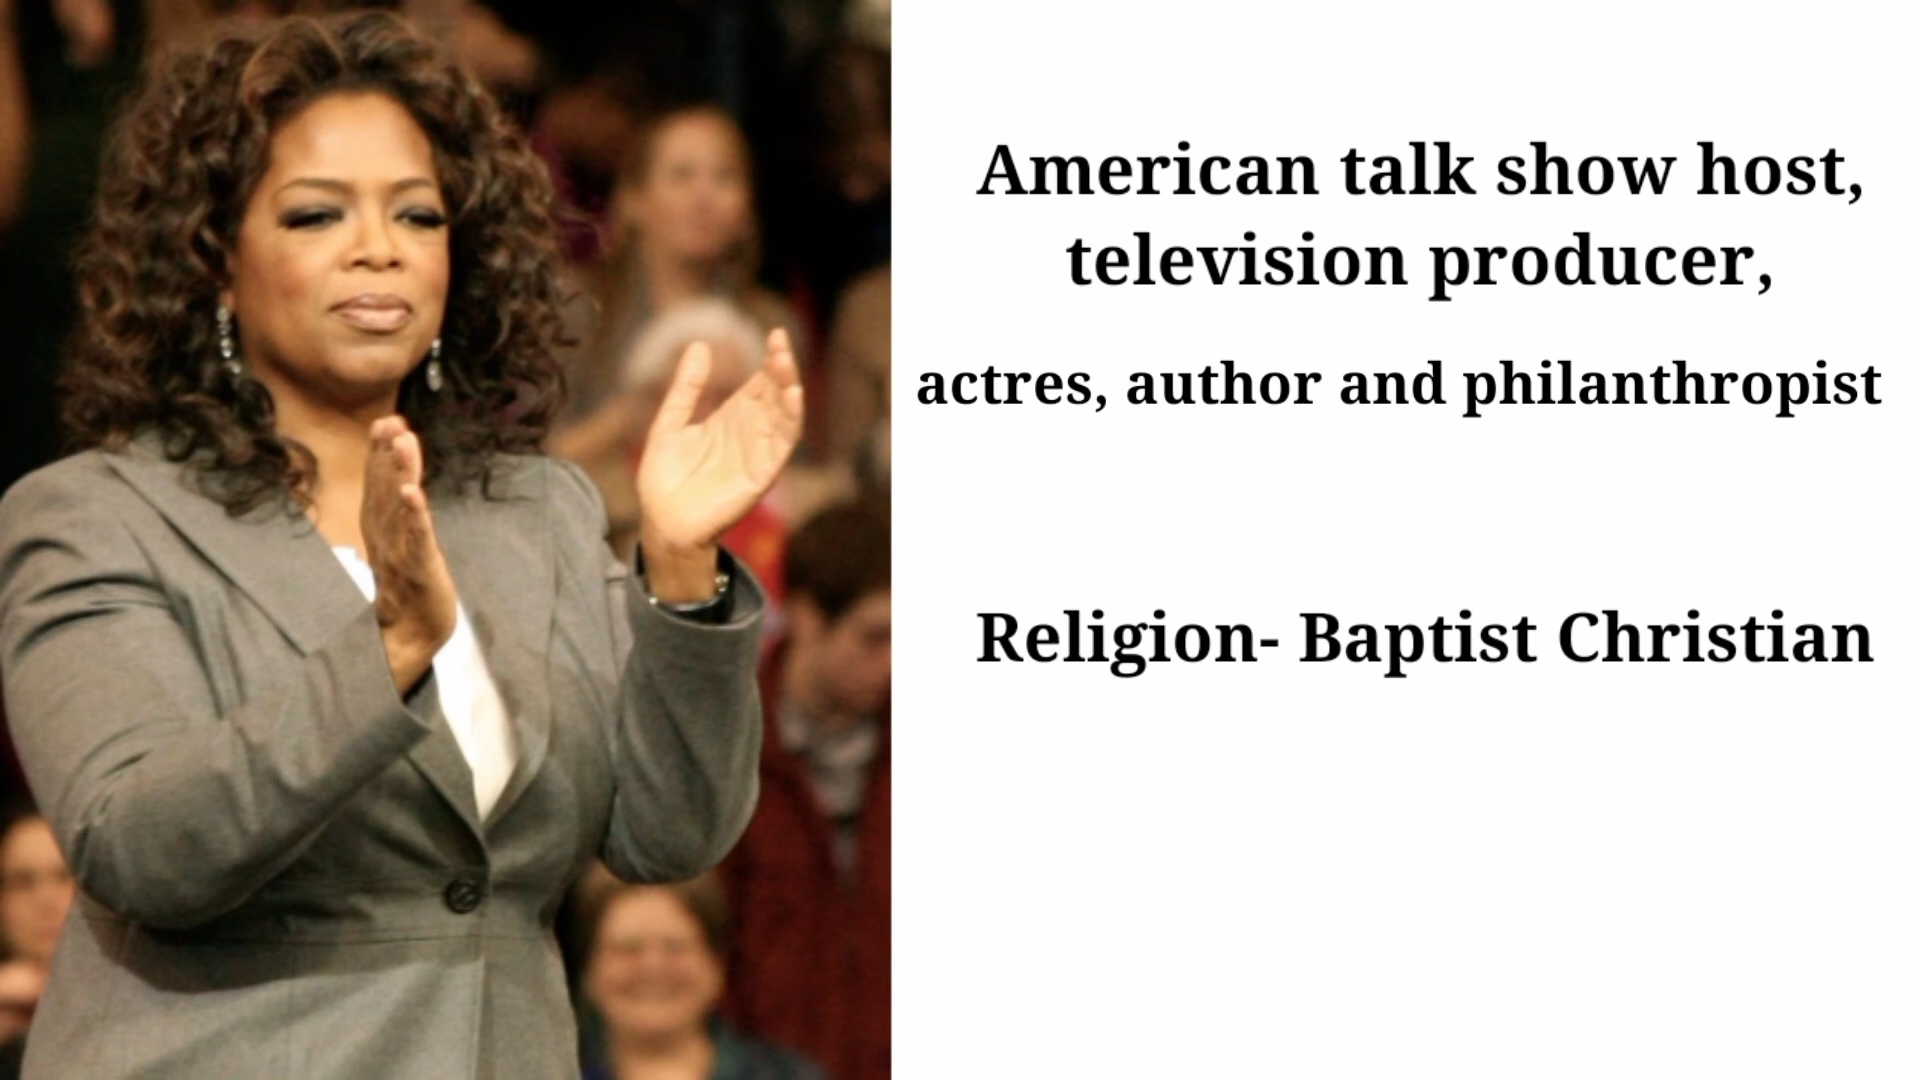 American talk show host,
television producer,
actres, author and philanthropist
Religion- Baptist Christian